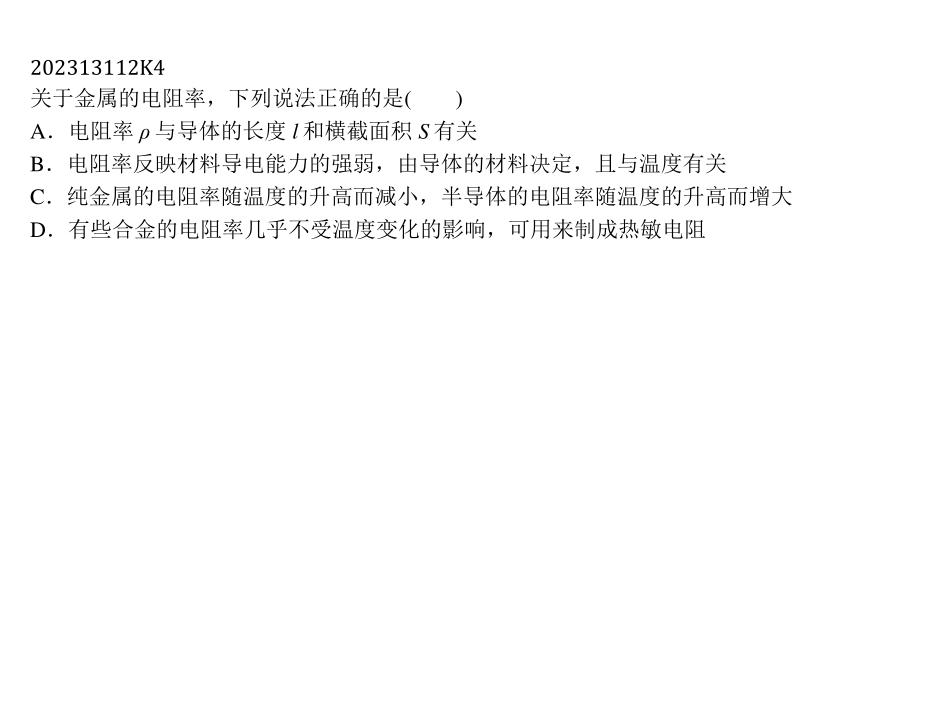 202313112K4
关于金属的电阻率，下列说法正确的是(　　)
A．电阻率 ρ 与导体的长度 l 和横截面积 S 有关
B．电阻率反映材料导电能力的强弱，由导体的材料决定，且与温度有关
C．纯金属的电阻率随温度的升高而减小，半导体的电阻率随温度的升高而增大
D．有些合金的电阻率几乎不受温度变化的影响，可用来制成热敏电阻